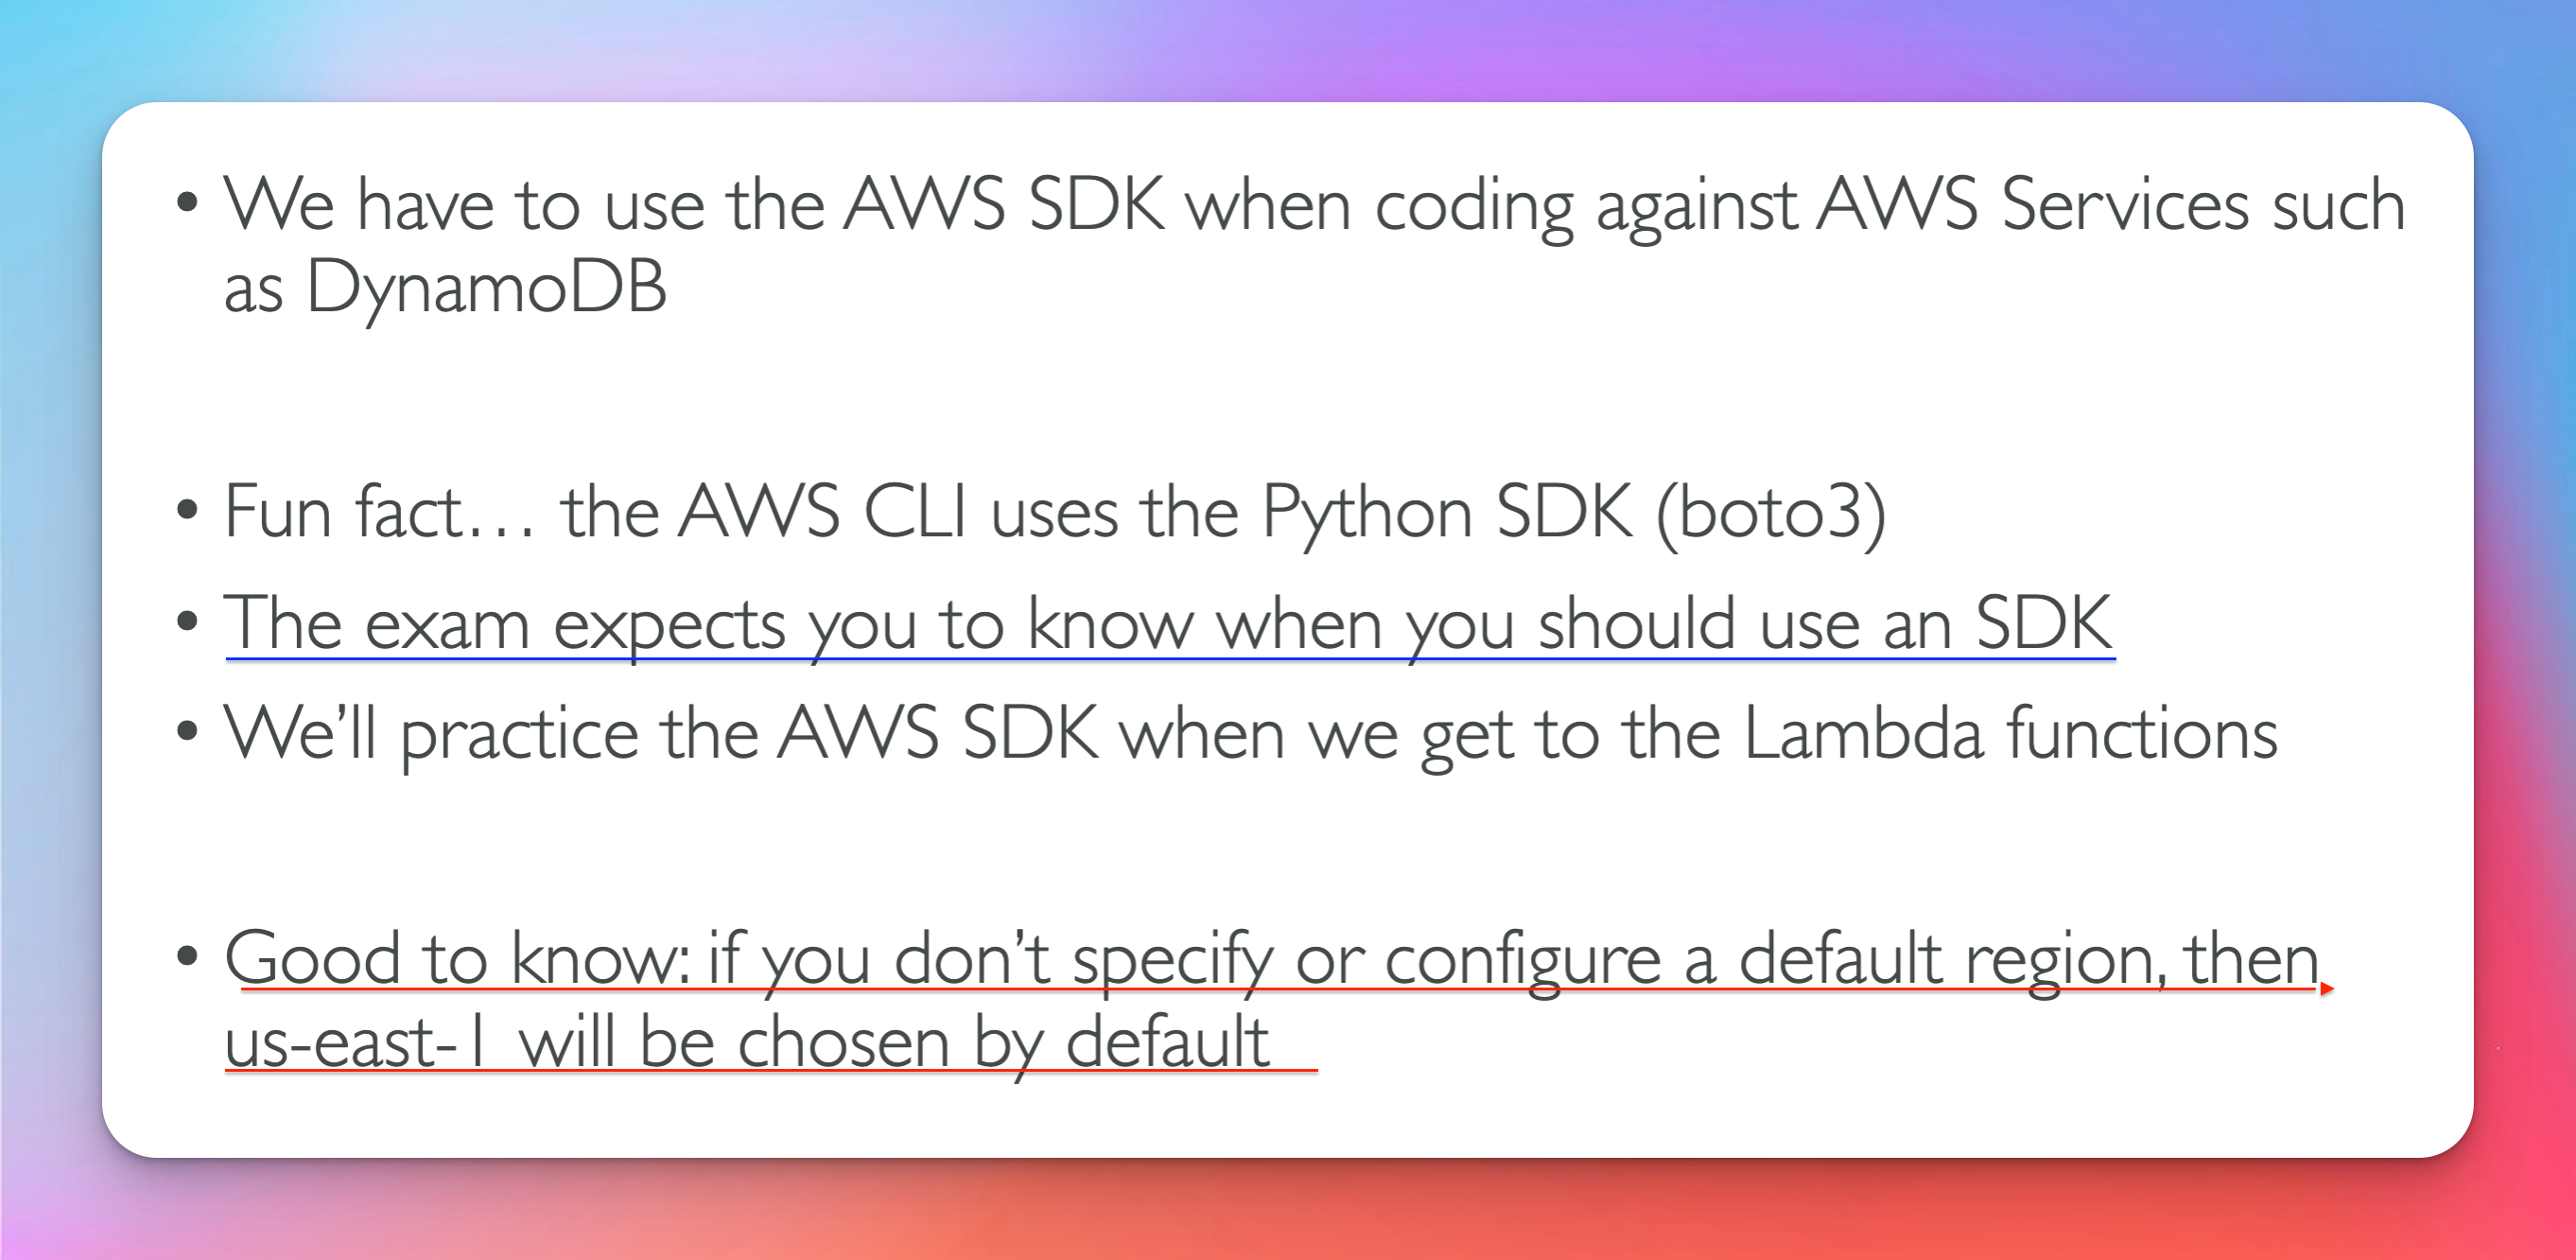 • We have to use the AWS SDK when coding against AWS Services such
as DynamoDB
• Fun fact… the AWS CLI uses the Python SDK (boto3)
• The exam expects you to know when you should use an SDK
• We’ll practice the AWS SDK when we get to the Lambda functions
• Good to know: if you don’t specify or configure a default region, then
us-east-1 will be chosen by default